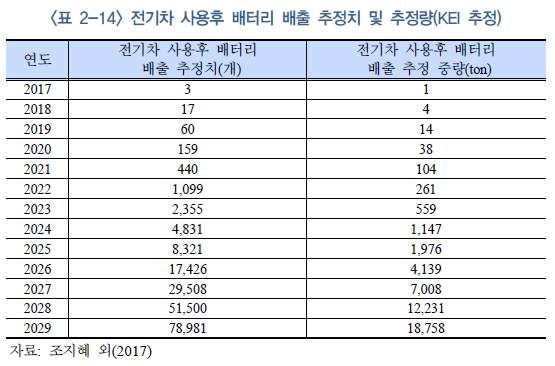 <표 2-14> 전기차 사용후 배터리 배출 추정치 및 추정량(KEI 추정)
연도 전기차 사용후 배터리 배출 추정치(개) 전기차 사용후 배터리 배출 추정 중량(ton)
2017 3 1
2018 17 4
2019 60 14
2020 159 38
2021 440 104
2022 1,099 261
2023 2,355 559
2024 4,831 1,147
2025 8,321 1,976
2026 17,426 4,139
2027 29,508 7,008
2028 51,500 12,231
2029 78,981 18,758
자료: 조지혜 외(2017)